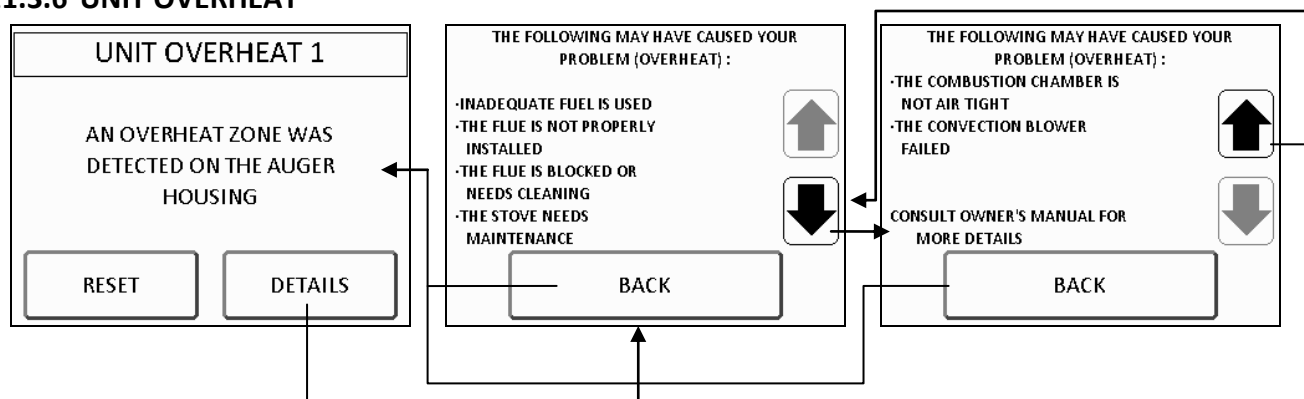 1.3.6 UNIT OVERHEAT
UNIT OVERHEAT 1
AN OVERHEAT ZONE WAS
DETECTED ON THE AUGER
HOUSING
RESET
DETAILS
THE FOLLOWING MAY HAVE CAUSED YOUR
PROBLEM (OVERHEAT) :
·INADEQUATE FUEL IS USED
·THE FLUE IS NOT PROPERLY
INSTALLED
·THE FLUE IS BLOCKED OR
NEEDS CLEANING
·THE STOVE NEEDS
MAINTENANCE
BACK
THE FOLLOWING MAY HAVE CAUSED YOUR
PROBLEM (OVERHEAT) :
·THE COMBUSTION CHAMBER IS
NOT AIR TIGHT
·THE CONVECTION BLOWER
FAILED
CONSULT OWNER'S MANUAL FOR
MORE DETAILS
BACK